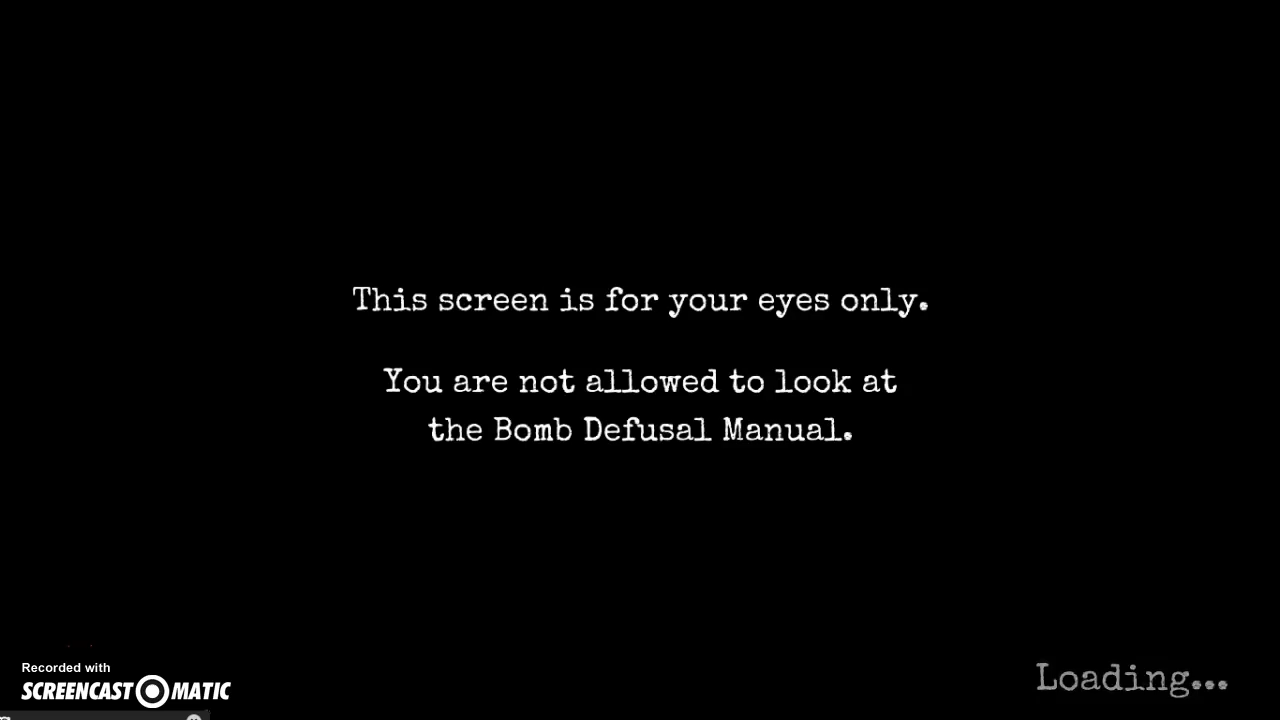 This screen is for your eyes only.
You are not allowed to look at
the Bomb Defusal Manual.
Recorded with
SCREENCAST MATIC
Loading...